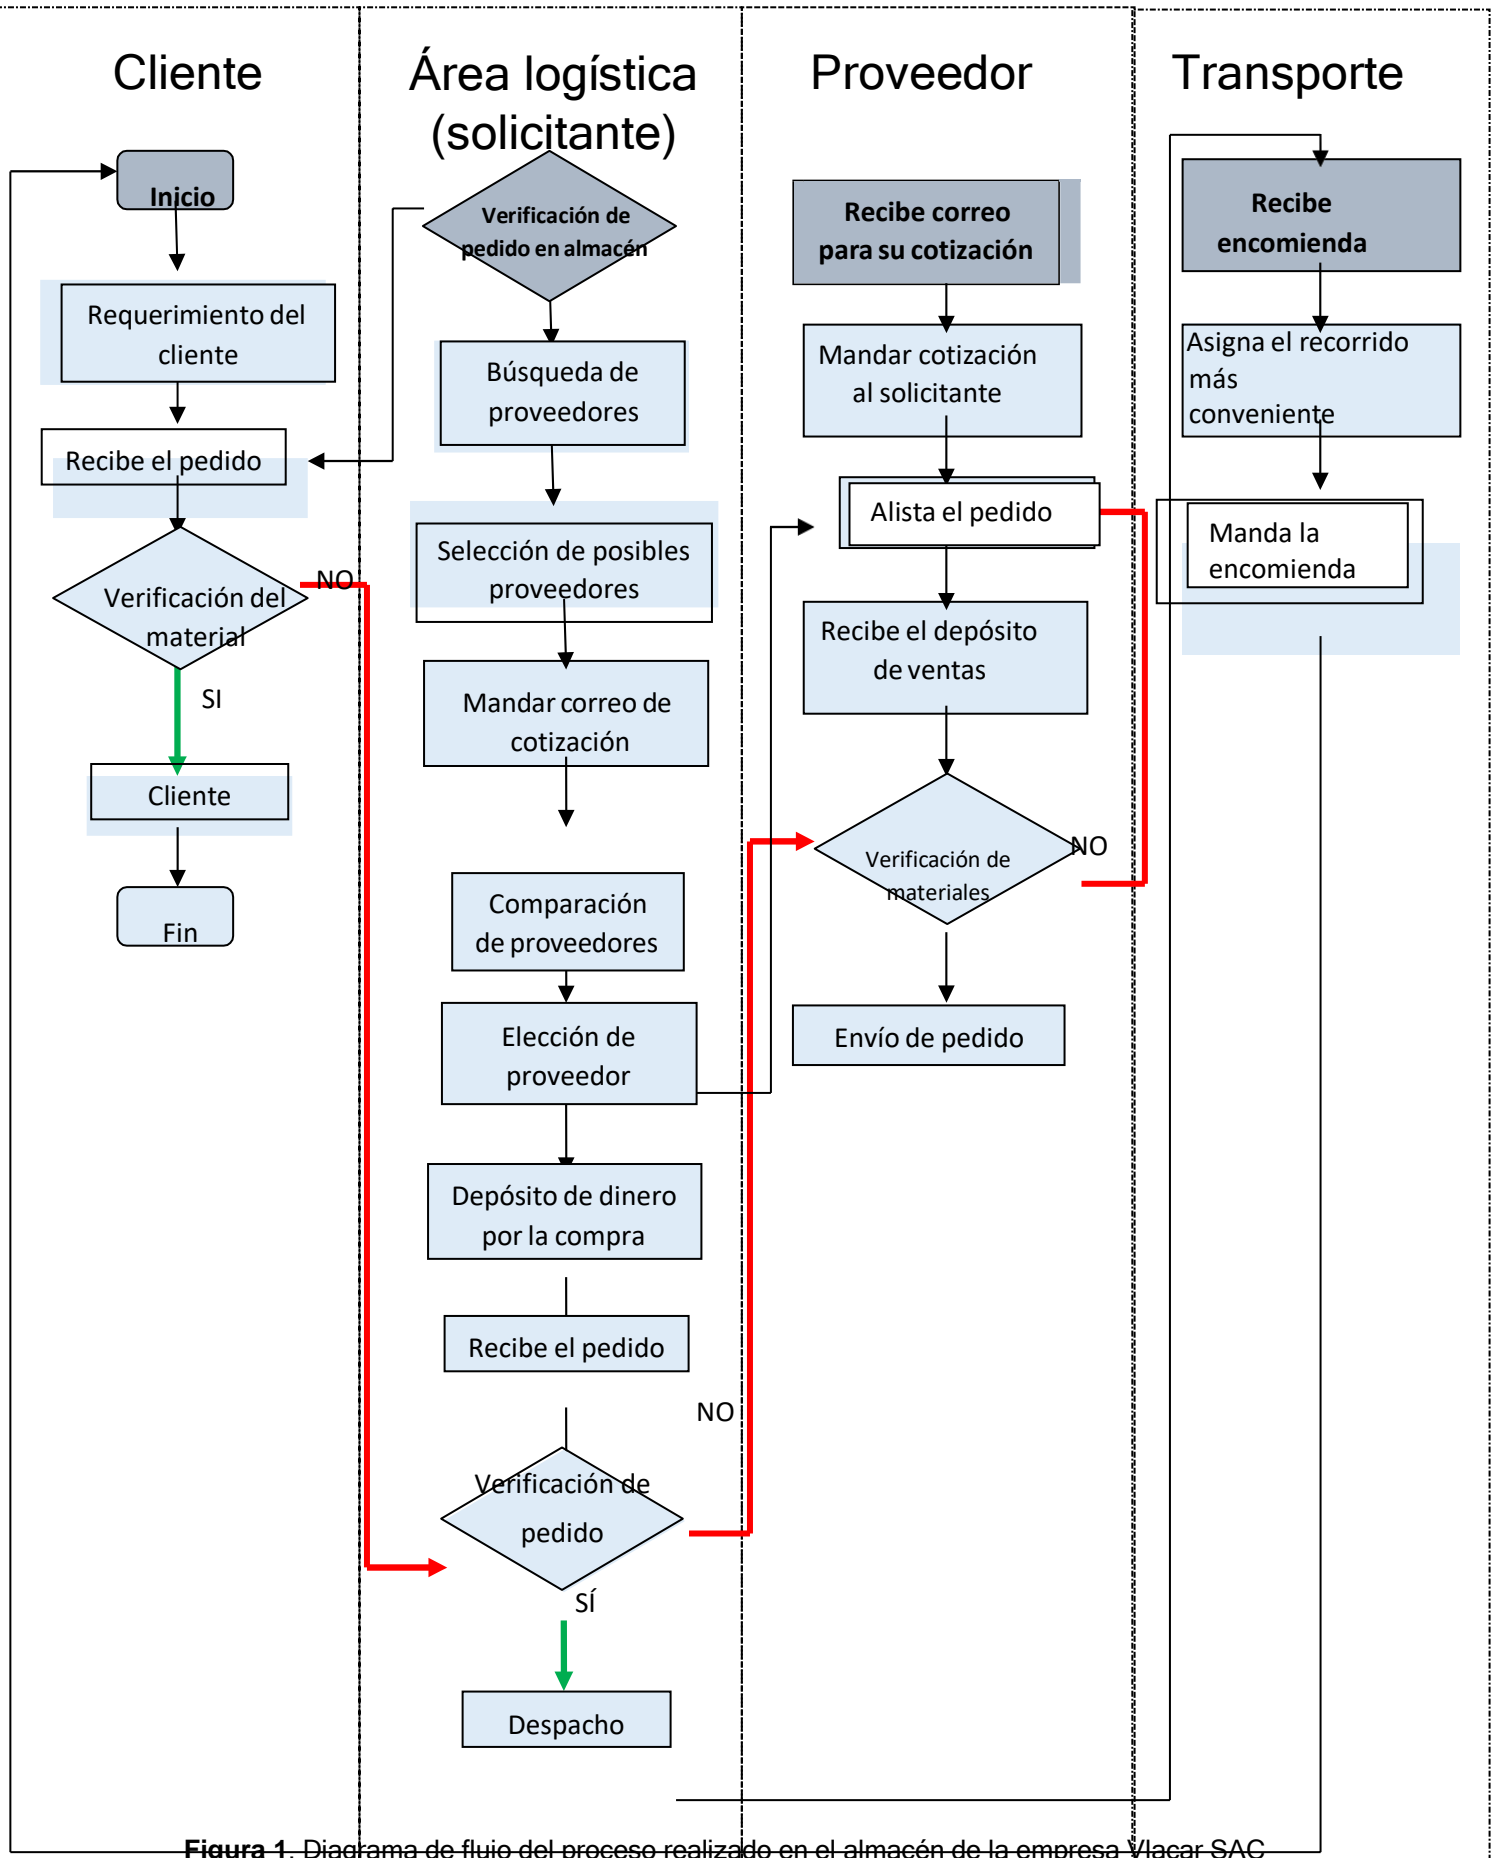 Cliente
Área logística
(solicitante)
Proveedor
Transporte
Inicio
Requerimiento del
cliente
Recibe el pedido
Verificación del
material
NO
SI
Cliente
Fin
Verificación de
pedido en almacén
Búsqueda de
proveedores
Selección de posibles
proveedores
Mandar correo de
cotización
Comparación
de proveedores
Elección de
proveedor
Depósito de dinero
por la compra
Recibe el pedido
NO
Verificación de
pedido
SÍ
Despacho
Recibe correo
para su cotización
Mandar cotización
al solicitante
Alista el pedido
Recibe el depósito
de ventas
NO
Verificación de
materiales
Envío de pedido
Recibe
encomienda
Asigna el recorrido
más
conveniente
Manda la
encomienda
Figura 1. Diagrama de flujo del proceso realizado en el almacén de la empresa Vlacar SAC